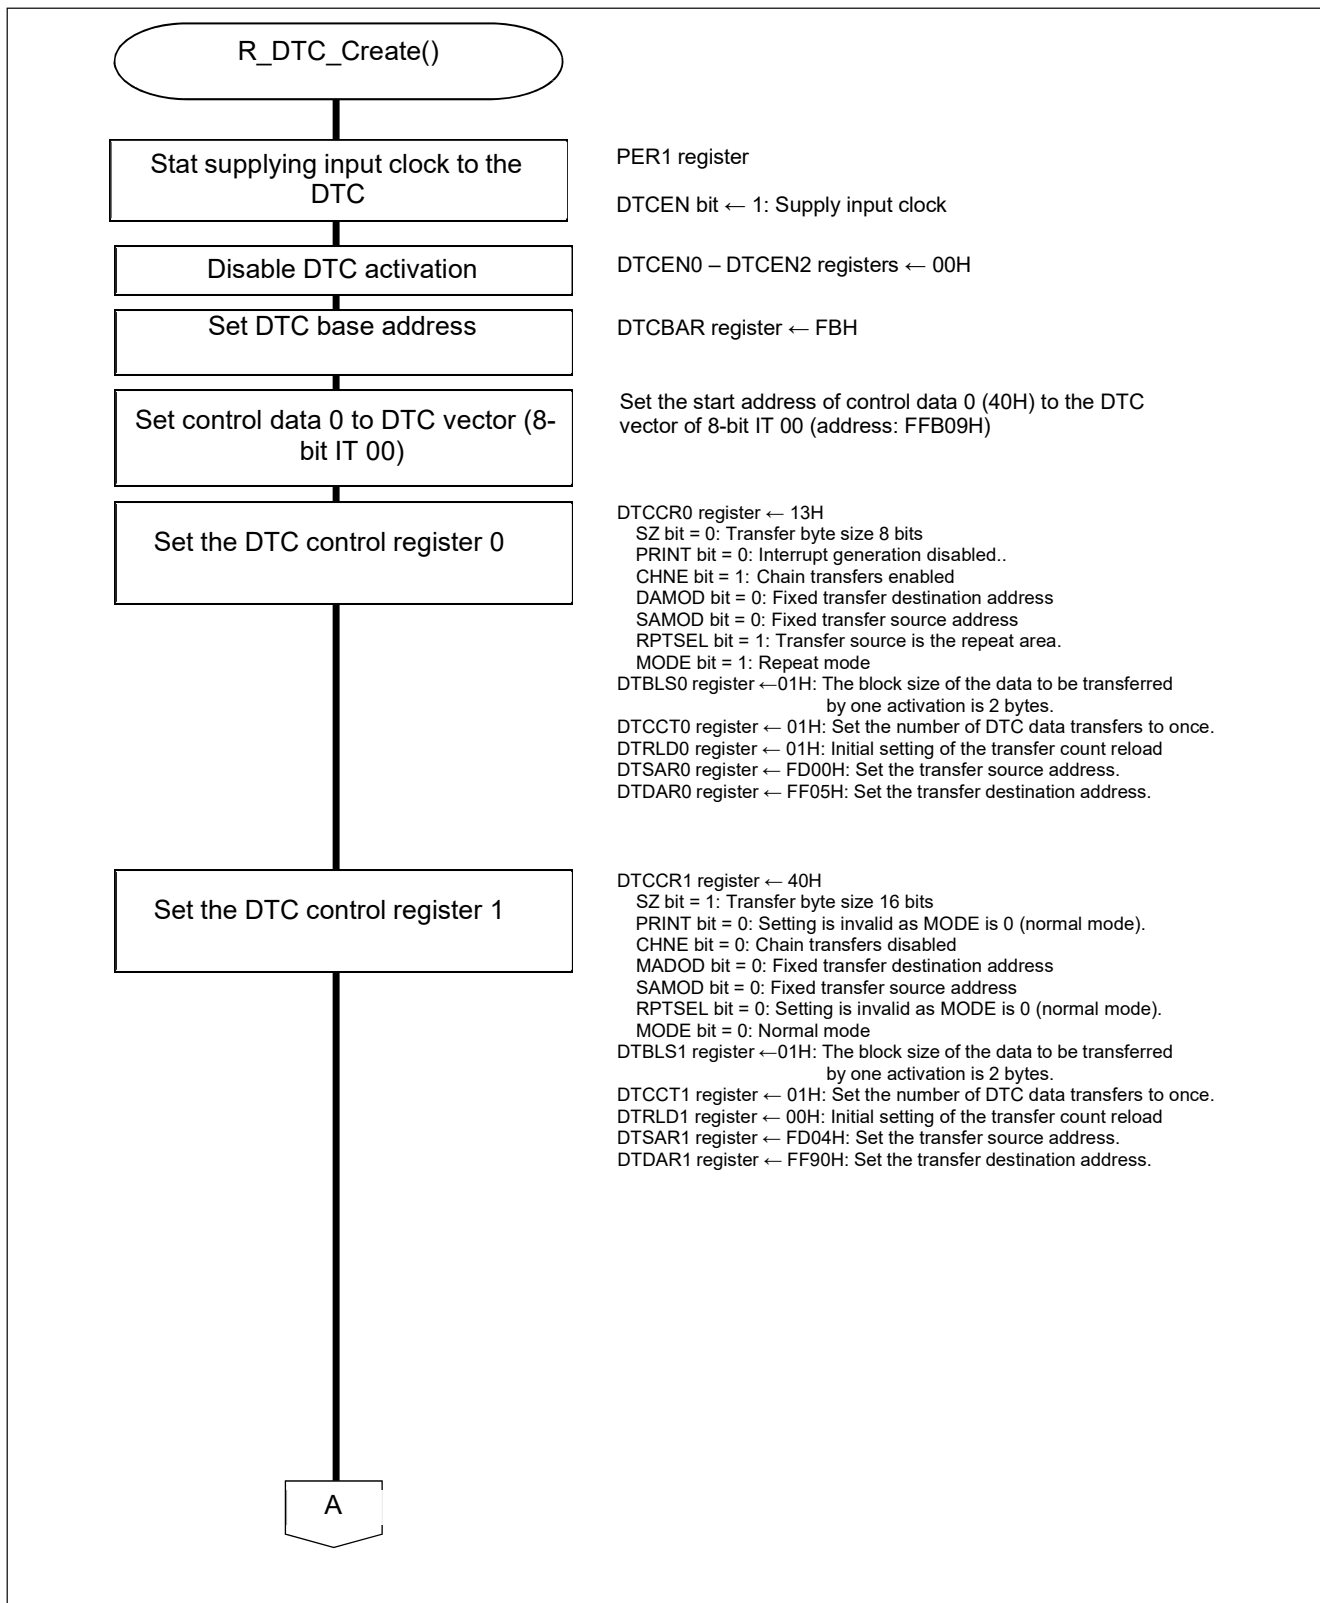 R_DTC_Create()
Stat supplying input clock to the
DTC
PER1 register
DTCEN bit ← 1: Supply input clock
Disable DTC activation
DTCEN0 – DTCEN2 registers ← 00H
Set DTC base address
DTCBAR register ← FBH
Set control data 0 to DTC vector (8-
bit IT 00)
Set the start address of control data 0 (40H) to the DTC
vector of 8-bit IT 00 (address: FFB09H)
Set the DTC control register 0
DTCCR0 register ← 13H
SZ bit = 0: Transfer byte size 8 bits
PRINT bit = 0: Interrupt generation disabled..
CHNE bit = 1: Chain transfers enabled
DAMOD bit = 0: Fixed transfer destination address
SAMOD bit = 0: Fixed transfer source address
RPTSEL bit = 1: Transfer source is the repeat area.
MODE bit = 1: Repeat mode
DTBLS0 register ←01H: The block size of the data to be transferred
by one activation is 2 bytes.
DTCCT0 register ← 01H: Set the number of DTC data transfers to once.
DTRLD0 register ← 01H: Initial setting of the transfer count reload
DTSAR0 register ← FD00H: Set the transfer source address.
DTDAR0 register ← FF05H: Set the transfer destination address.
Set the DTC control register 1
DTCCR1 register ← 40H
SZ bit = 1: Transfer byte size 16 bits
PRINT bit = 0: Setting is invalid as MODE is 0 (normal mode).
CHNE bit = 0: Chain transfers disabled
MADOD bit = 0: Fixed transfer destination address
SAMOD bit = 0: Fixed transfer source address
RPTSEL bit = 0: Setting is invalid as MODE is 0 (normal mode).
MODE bit = 0: Normal mode
DTBLS1 register ←01H: The block size of the data to be transferred
by one activation is 2 bytes.
DTCCT1 register ← 01H: Set the number of DTC data transfers to once.
DTRLD1 register ← 00H: Initial setting of the transfer count reload
DTSAR1 register ← FD04H: Set the transfer source address.
DTDAR1 register ← FF90H: Set the transfer destination address.
A